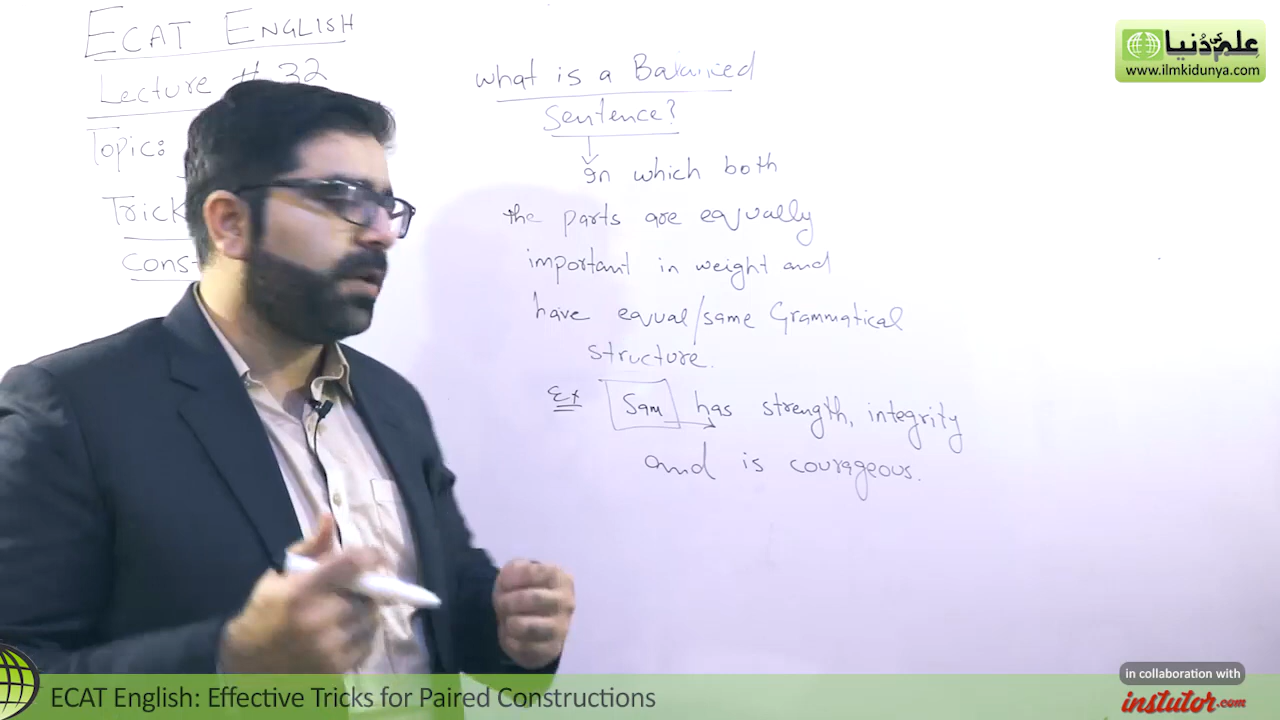 ECAT ENGLISH
Lecture # 32
Topic:
Trick
Const
what is a Balanced
Sentence?
In which both
the parts are equally
important in weight and
have equal/same Grammatical
structure.
Ex Sam has strength, integrity
and is courageous.
علم کی دُنیا
www.ilmkidunya.com
ECAT English: Effective Tricks for Paired Constructions
in collaboration with
instutor.com